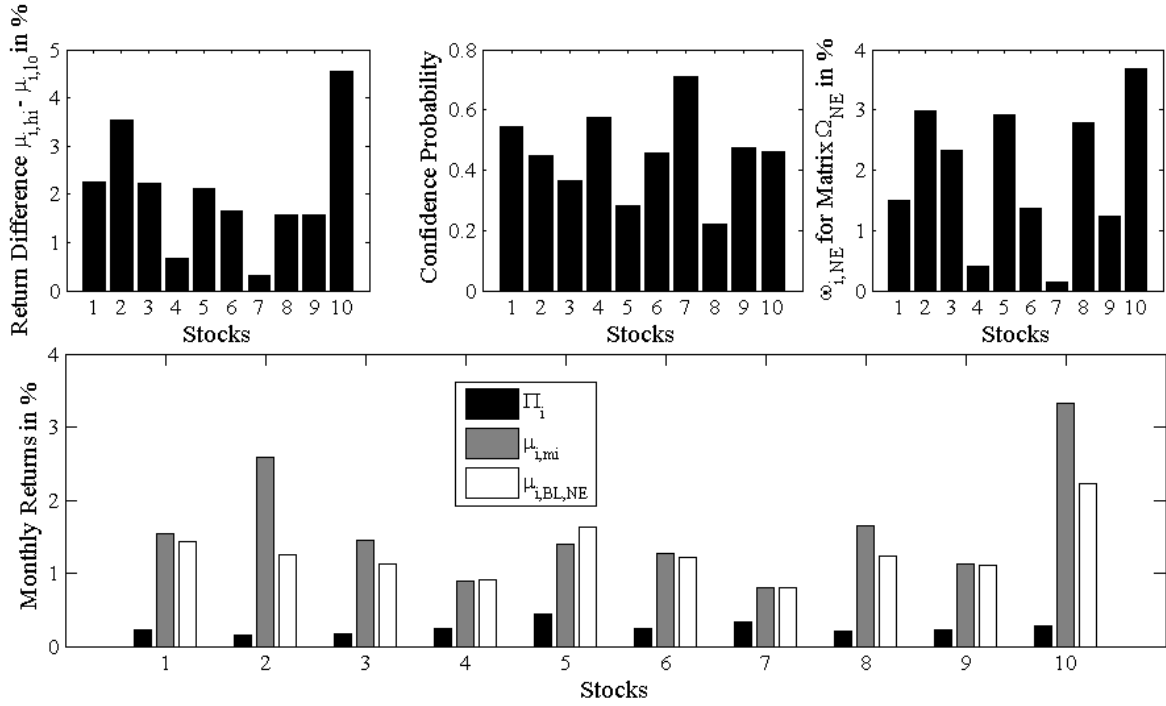 Return Difference μi,hi - μi,lo in %
5
4
3
2
1
0
1 2 3 4 5 6 7 8 9 10
Stocks
Confidence Probability
0.8
0.6
0.4
0.2
0
1 2 3 4 5 6 7 8 9 10
Stocks
ωi,NE for Matrix ΩNE in %
4
3
2
1
0
1 2 3 4 5 6 7 8 9 10
Stocks
Monthly Returns in %
4
3
2
1
0
Πi
μi,mi
μi,BL,NE
1 2 3 4 5 6 7 8 9 10
Stocks